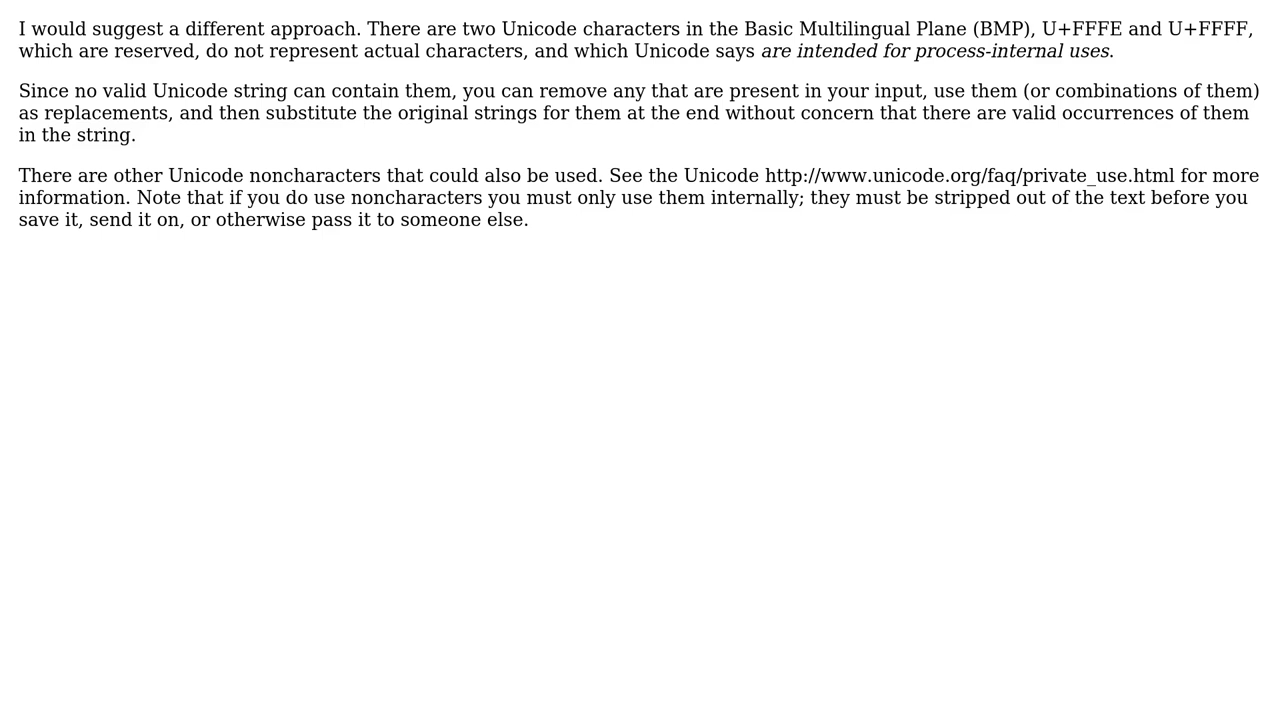 I would suggest a different approach. There are two Unicode characters in the Basic Multilingual Plane (BMP), U+FFFE and U+FFFF,
which are reserved, do not represent actual characters, and which Unicode says are intended for process-internal uses.
Since no valid Unicode string can contain them, you can remove any that are present in your input, use them (or combinations of them)
as replacements, and then substitute the original strings for them at the end without concern that there are valid occurrences of them
in the string.
There are other Unicode noncharacters that could also be used. See the Unicode http://www.unicode.org/faq/private_use.html for more
information. Note that if you do use noncharacters you must only use them internally; they must be stripped out of the text before you
save it, send it on, or otherwise pass it to someone else.